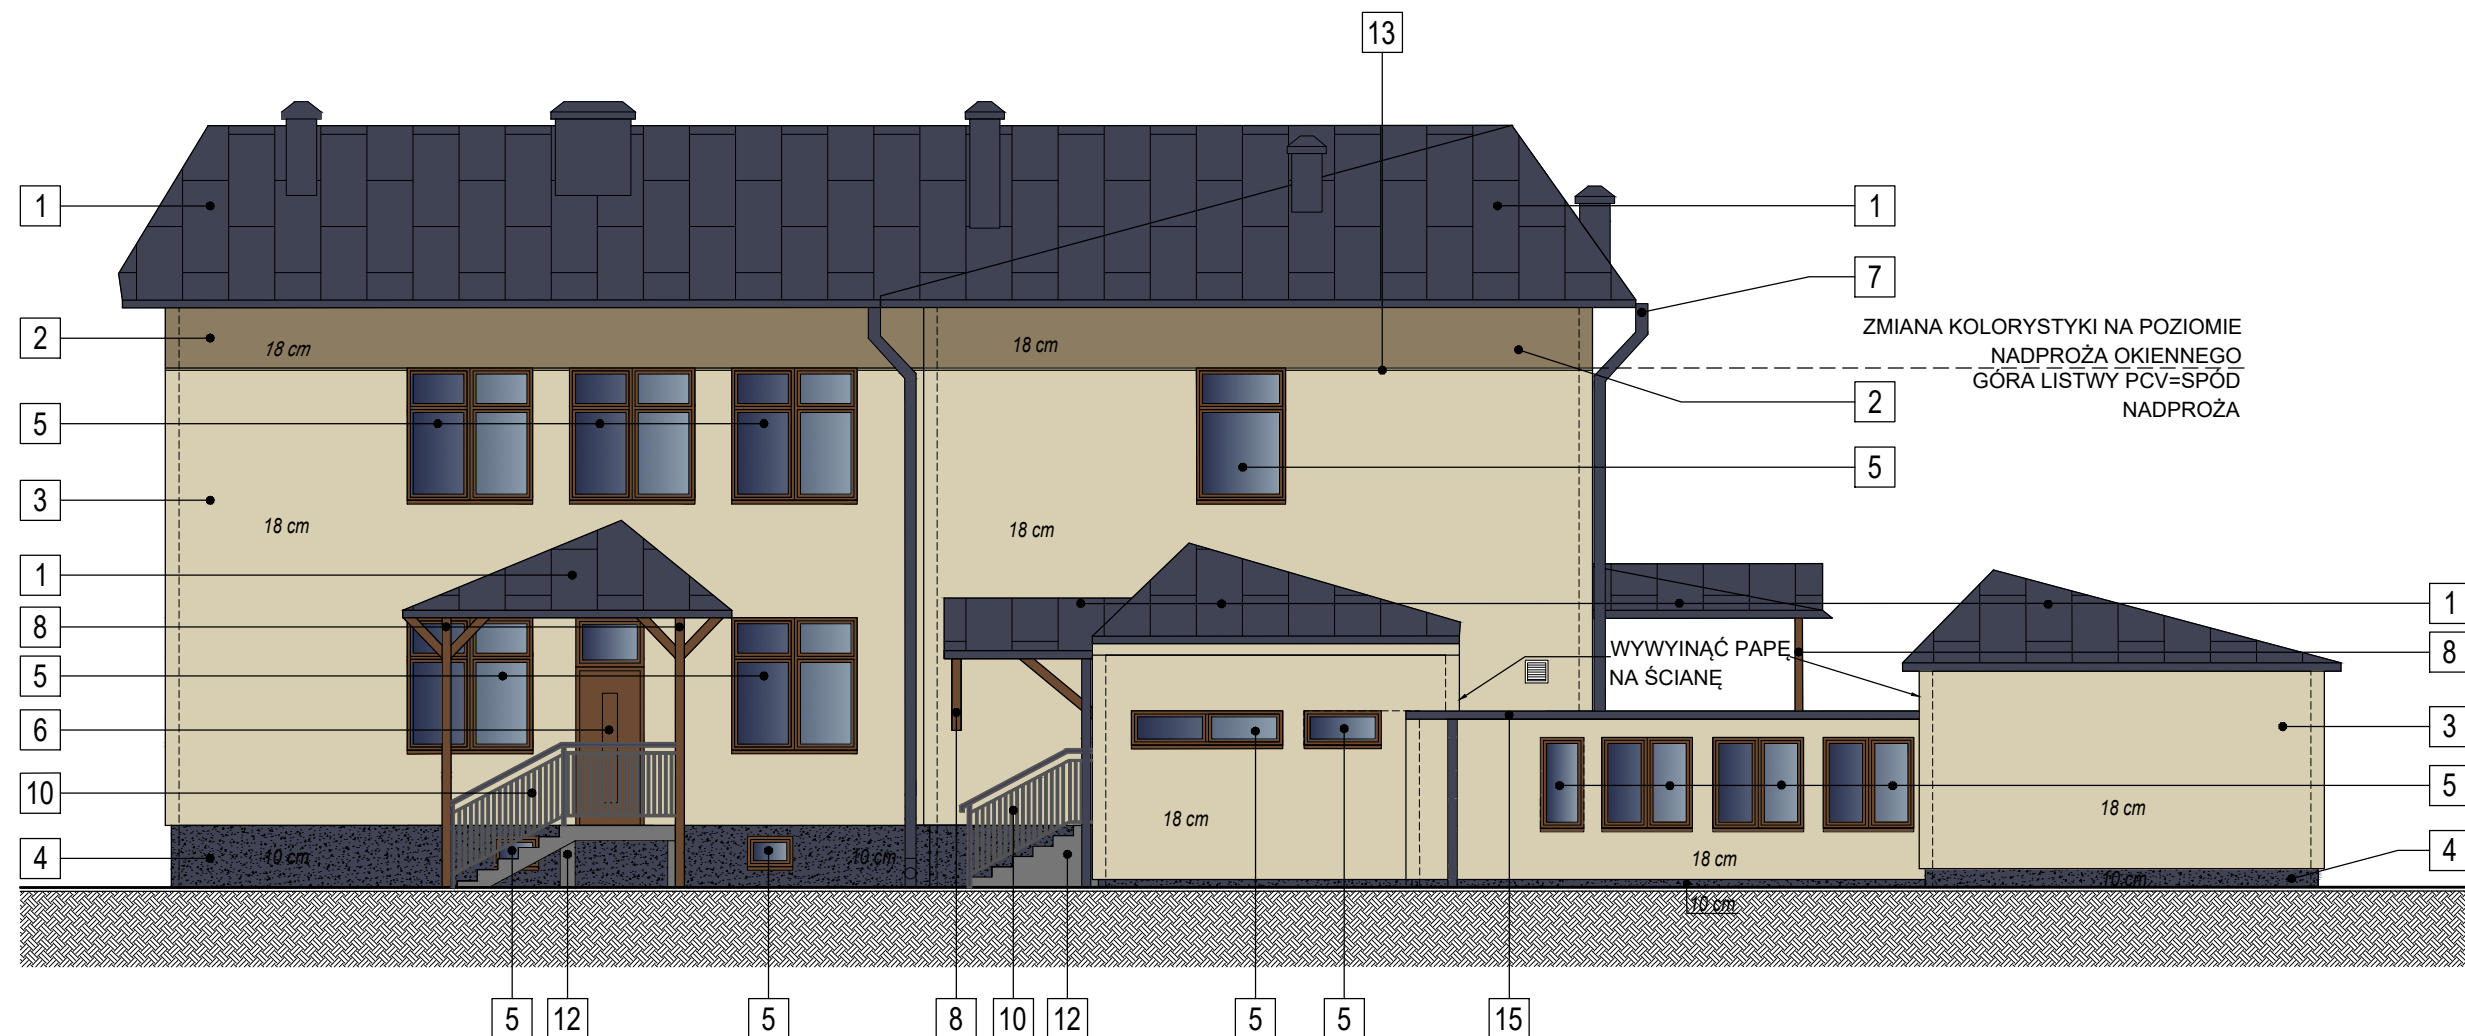 13
1
1
7
ZMIANA KOLORYSTYKI NA POZIOMIE
NADPROŻA OKIENNEGO
GÓRA LISTWY PCV=SPÓD
NADPROŻA
2
18 cm
18 cm
2
5
5
3
18 cm
18 cm
1
1
8
WYWYINĄĆ PAPĘ
NA ŚCIANĘ
8
5
6
3
10
5
18 cm
18 cm
4
10 cm
10 cm
18 cm
4
10 cm
10 cm
5
12
5
8
10
12
5
5
15